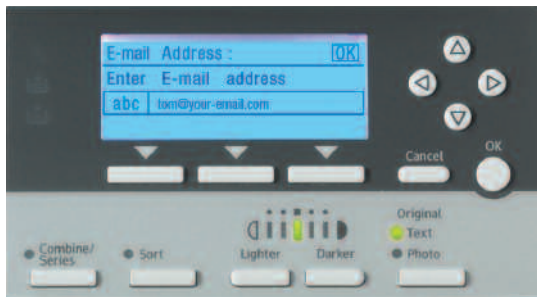 E-mail Address : OK
Enter E-mail address
abc tom@your-email.com
Cancel
OK
Original
Text
Combine/
Series
Sort
Lighter
Darker
Photo